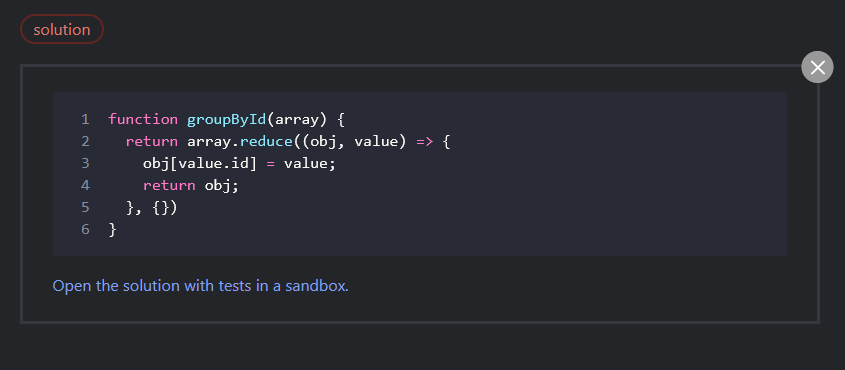 solution
1 function groupById(array) {
2   return array.reduce((obj, value) => {
3     obj[value.id] = value;
4     return obj;
5   }, {})
6 }
Open the solution with tests in a sandbox.